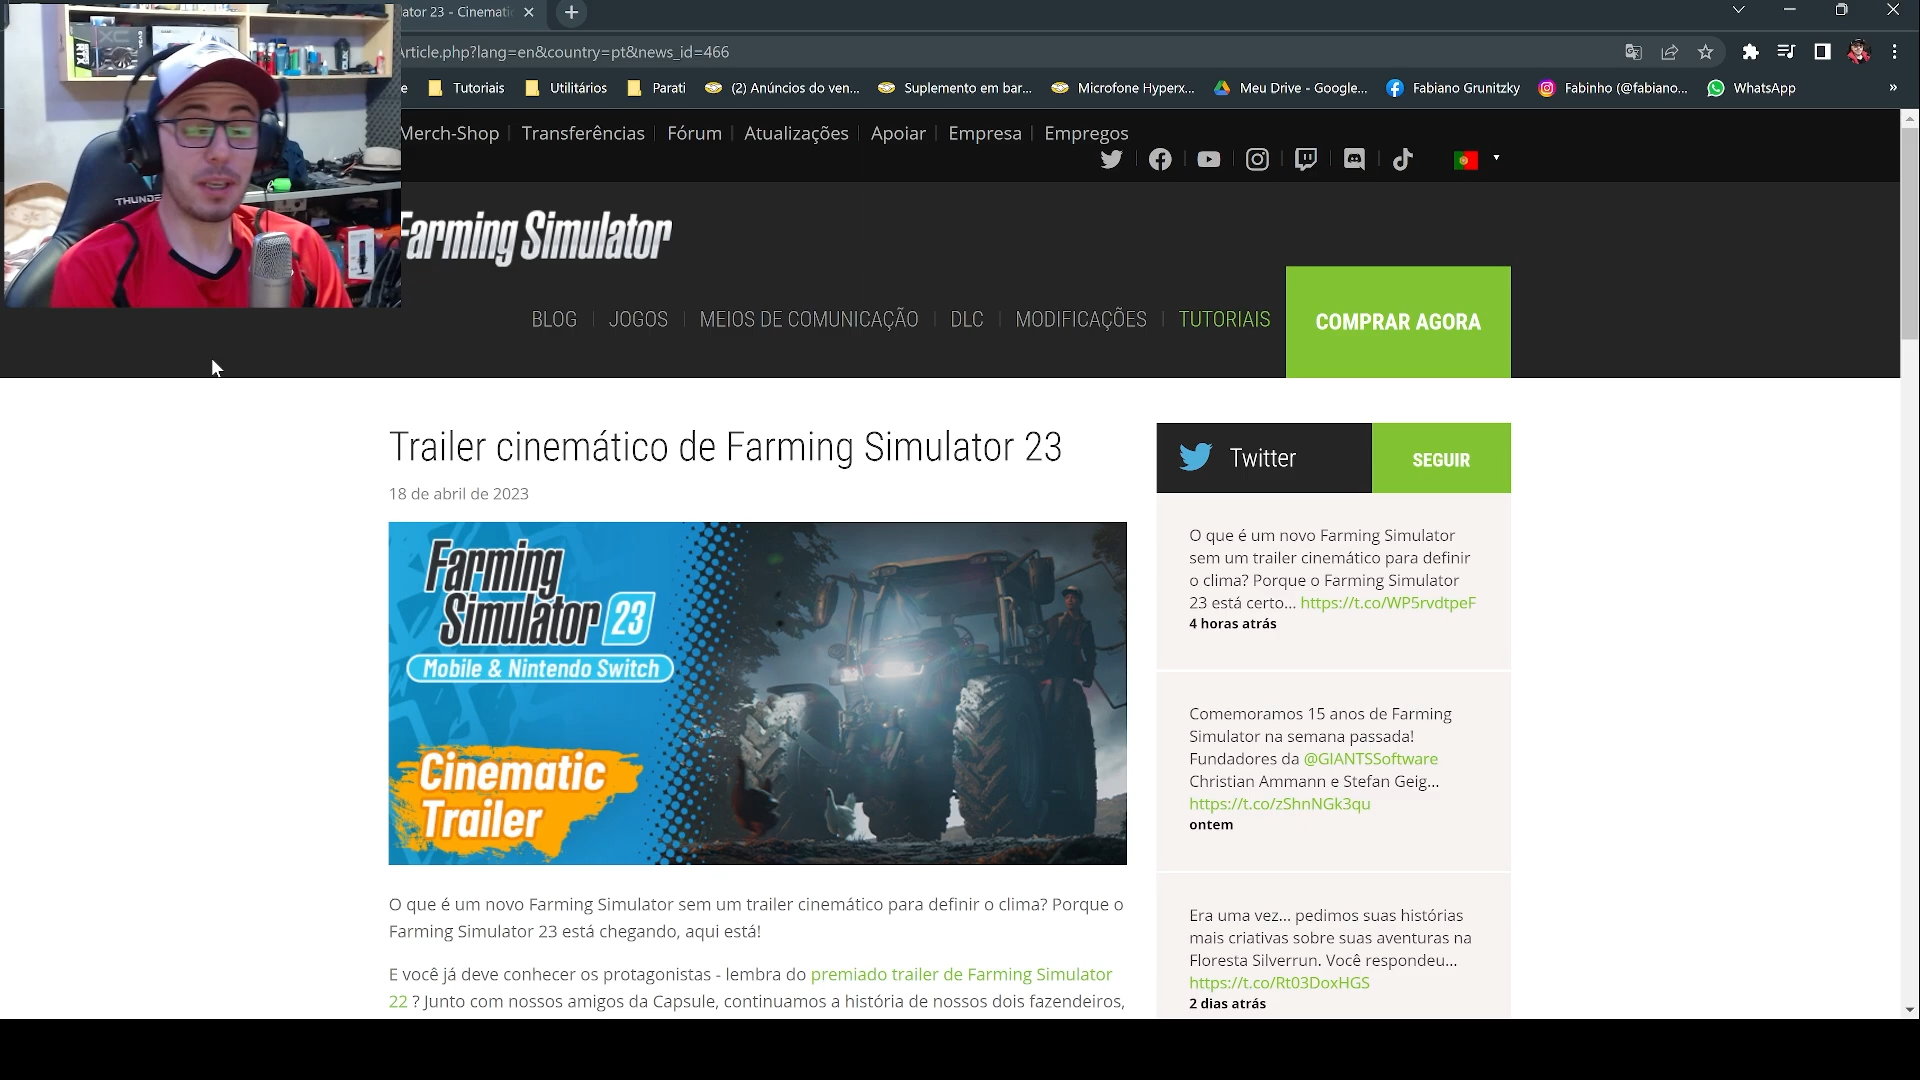 ator 23 - Cinemati
Article.php?lang=en&country=pt&news_id=466
e
Tutoriais
Utilitários
Parati
(2) Anúncios do ven...
Suplemento em bar...
Microfone Hyperx...
Meu Drive - Google...
Fabiano Grunitzky
Fabinho (@fabiano...
WhatsApp
»
Merch-Shop
Transferências
Fórum
Atualizações
Apoiar
Empresa
Empregos
THUNDE
Farming Simulator
BLOG
JOGOS
MEIOS DE COMUNICAÇÃO
DLC
MODIFICAÇÕES
TUTORIAIS
COMPRAR AGORA
Trailer cinemático de Farming Simulator 23
18 de abril de 2023
Farming
Simulator 23
Mobile & Nintendo Switch
Cinematic
Trailer
O que é um novo Farming Simulator sem um trailer cinemático para definir o clima? Porque o
Farming Simulator 23 está chegando, aqui está!
E você já deve conhecer os protagonistas - lembra do premiado trailer de Farming Simulator
22 ? Junto com nossos amigos da Capsule, continuamos a história de nossos dois fazendeiros,
Twitter
SEGUIR
O que é um novo Farming Simulator
sem um trailer cinemático para definir
o clima? Porque o Farming Simulator
23 está certo... https://t.co/WP5rvdtpeF
4 horas atrás
Comemoramos 15 anos de Farming
Simulator na semana passada!
Fundadores da @GIANTSSoftware
Christian Ammann e Stefan Geig...
https://t.co/zShnNGk3qu
ontem
Era uma vez... pedimos suas histórias
mais criativas sobre suas aventuras na
Floresta Silverrun. Você respondeu...
https://t.co/Rt03DoxHGS
2 dias atrás